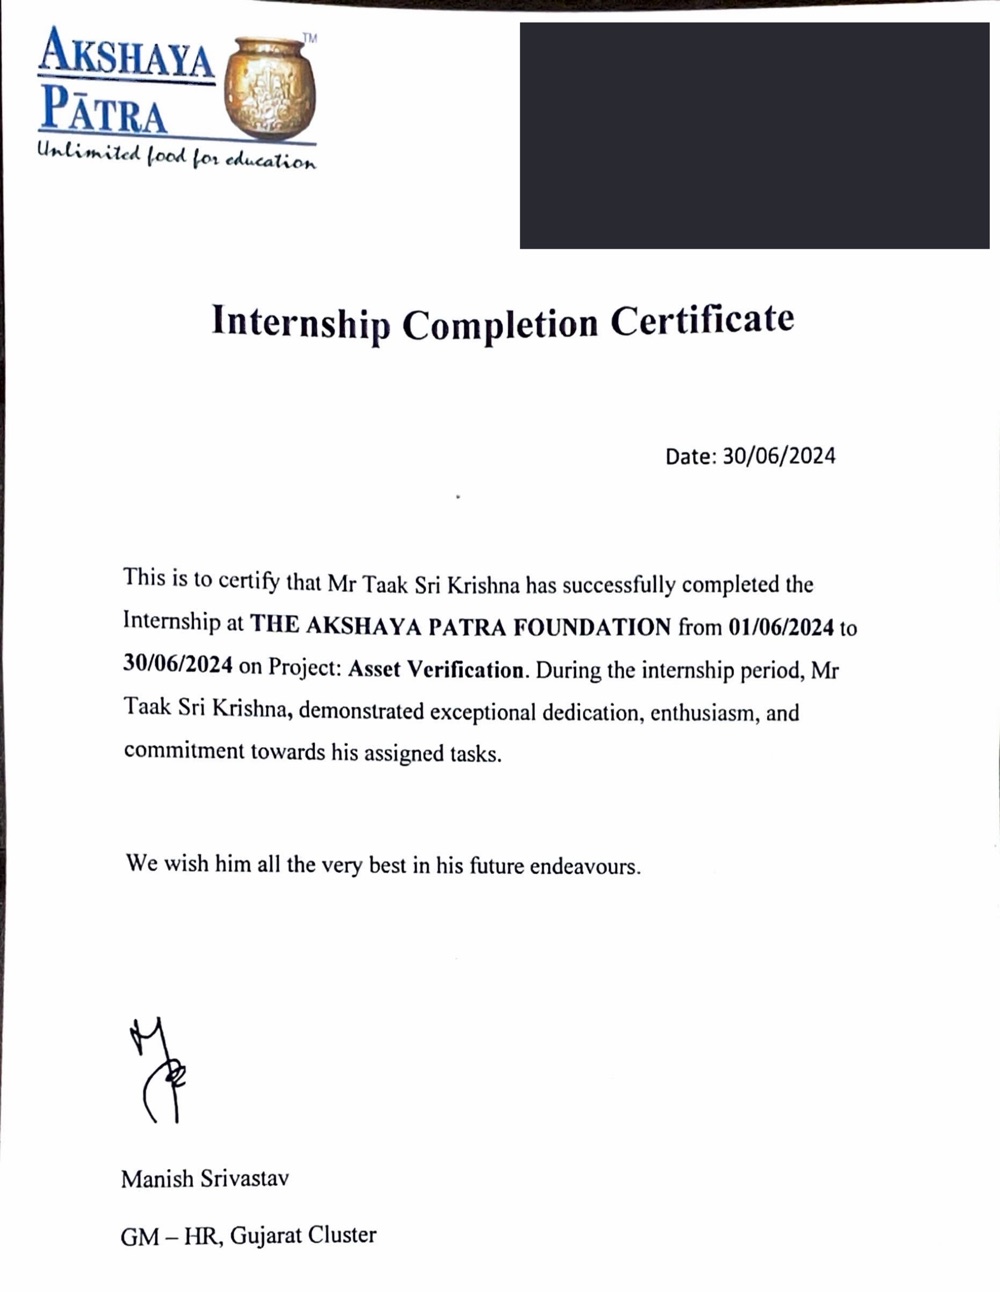 AKSHAYA
PĀTRA
TM
Unlimited food for education
Internship Completion Certificate
Date: 30/06/2024
This is to certify that Mr Taak Sri Krishna has successfully completed the
Internship at THE AKSHAYA PATRA FOUNDATION from 01/06/2024 to
30/06/2024 on Project: Asset Verification. During the internship period, Mr
Taak Sri Krishna, demonstrated exceptional dedication, enthusiasm, and
commitment towards his assigned tasks.
We wish him all the very best in his future endeavours.
Manish Srivastav
GM – HR, Gujarat Cluster